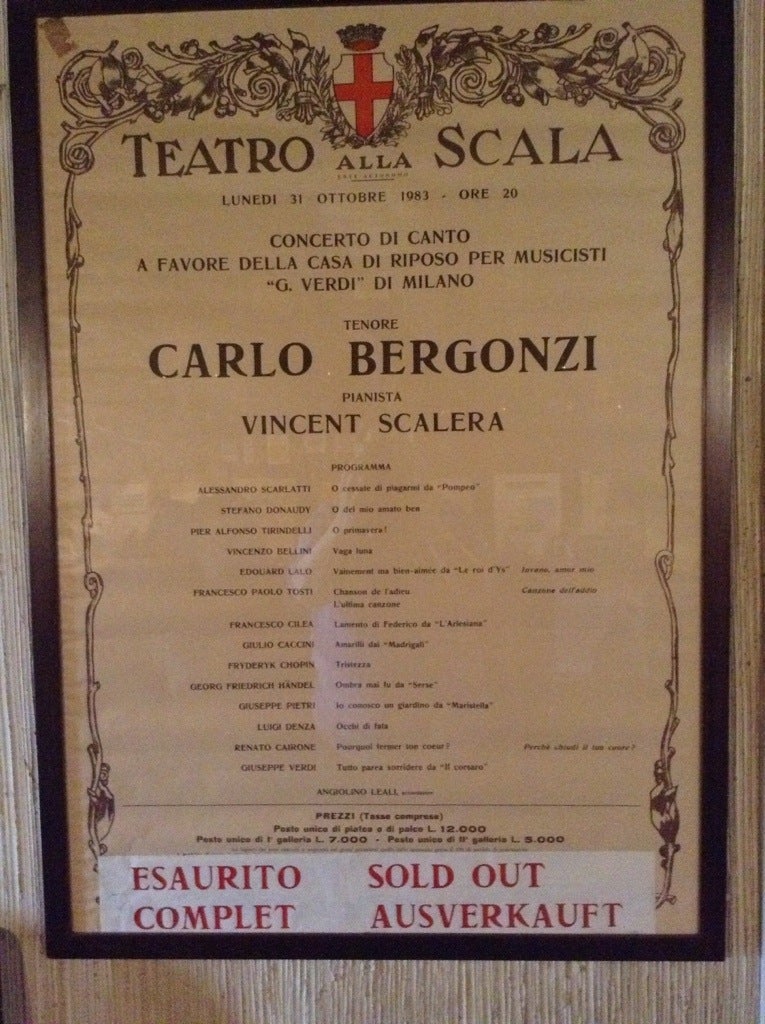 TEATRO ALLA SCALA
ENTE AUTONOMO
LUNEDI 31 OTTOBRE 1983 - ORE 20
CONCERTO DI CANTO
A FAVORE DELLA CASA DI RIPOSO PER MUSICISTI
"G. VERDI" DI MILANO
TENORE
CARLO BERGONZI
PIANISTA
VINCENT SCALERA
PROGRAMMA
ALESSANDRO SCARLATTI O cessate di piagarmi da "Pompeo"
STEFANO DONAUDY O del mio amato ben
PIER ALFONSO TIRINDELLI O primavera!
VINCENZO BELLINI Vaga luna
EDOUARD LALO Vainement ma bien-aimée da "Le roi d'Ys" Invano, amor mio
FRANCESCO PAOLO TOSTI Chanson de l'adieu Canzone dell'addio
L'ultima canzone
FRANCESCO CILEA Lamento di Federico da "L'Arlesiana"
GIULIO CACCINI Amarilli dai "Madrigali"
FRYDERYK CHOPIN Tristezza
GEORG FRIEDRICH HÄNDEL Ombra mai fu da "Serse"
GIUSEPPE PIETRI Io conosco un giardino da "Maristella"
LUIGI DENZA Occhi di fata
RENATO CAIRONE Pourquoi fermer ton coeur? Perchè chiudi il tuo cuore?
GIUSEPPE VERDI Tutto parea sorridere da "Il corsaro"
ANGIOLINO LEALI,
PREZZI (Tasse comprese)
Posto unico di platea o di palco L. 12.000
Posto unico di Iª galleria L. 7.000 - Posto unico di IIª galleria L. 5.000
ESAURITO SOLD OUT
COMPLET AUSVERKAUFT